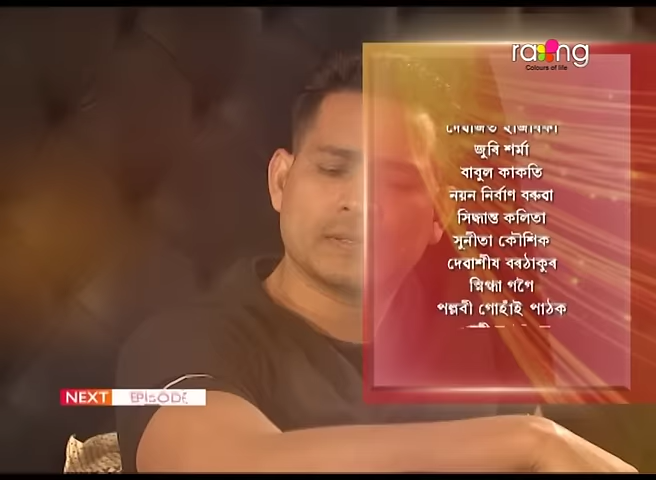 rang
Colours of life
জুৰি শৰ্মা
বাবুল কাকতি
নয়ন নিৰ্বাণ বৰুৱা
সিদ্ধান্ত কলিতা
সুনীতা কৌশিক
দেৱাশীষ বৰঠাকুৰ
স্নিগ্ধা গগৈ
পল্লবী গোহাঁই পাঠক
NEXT EPISODE